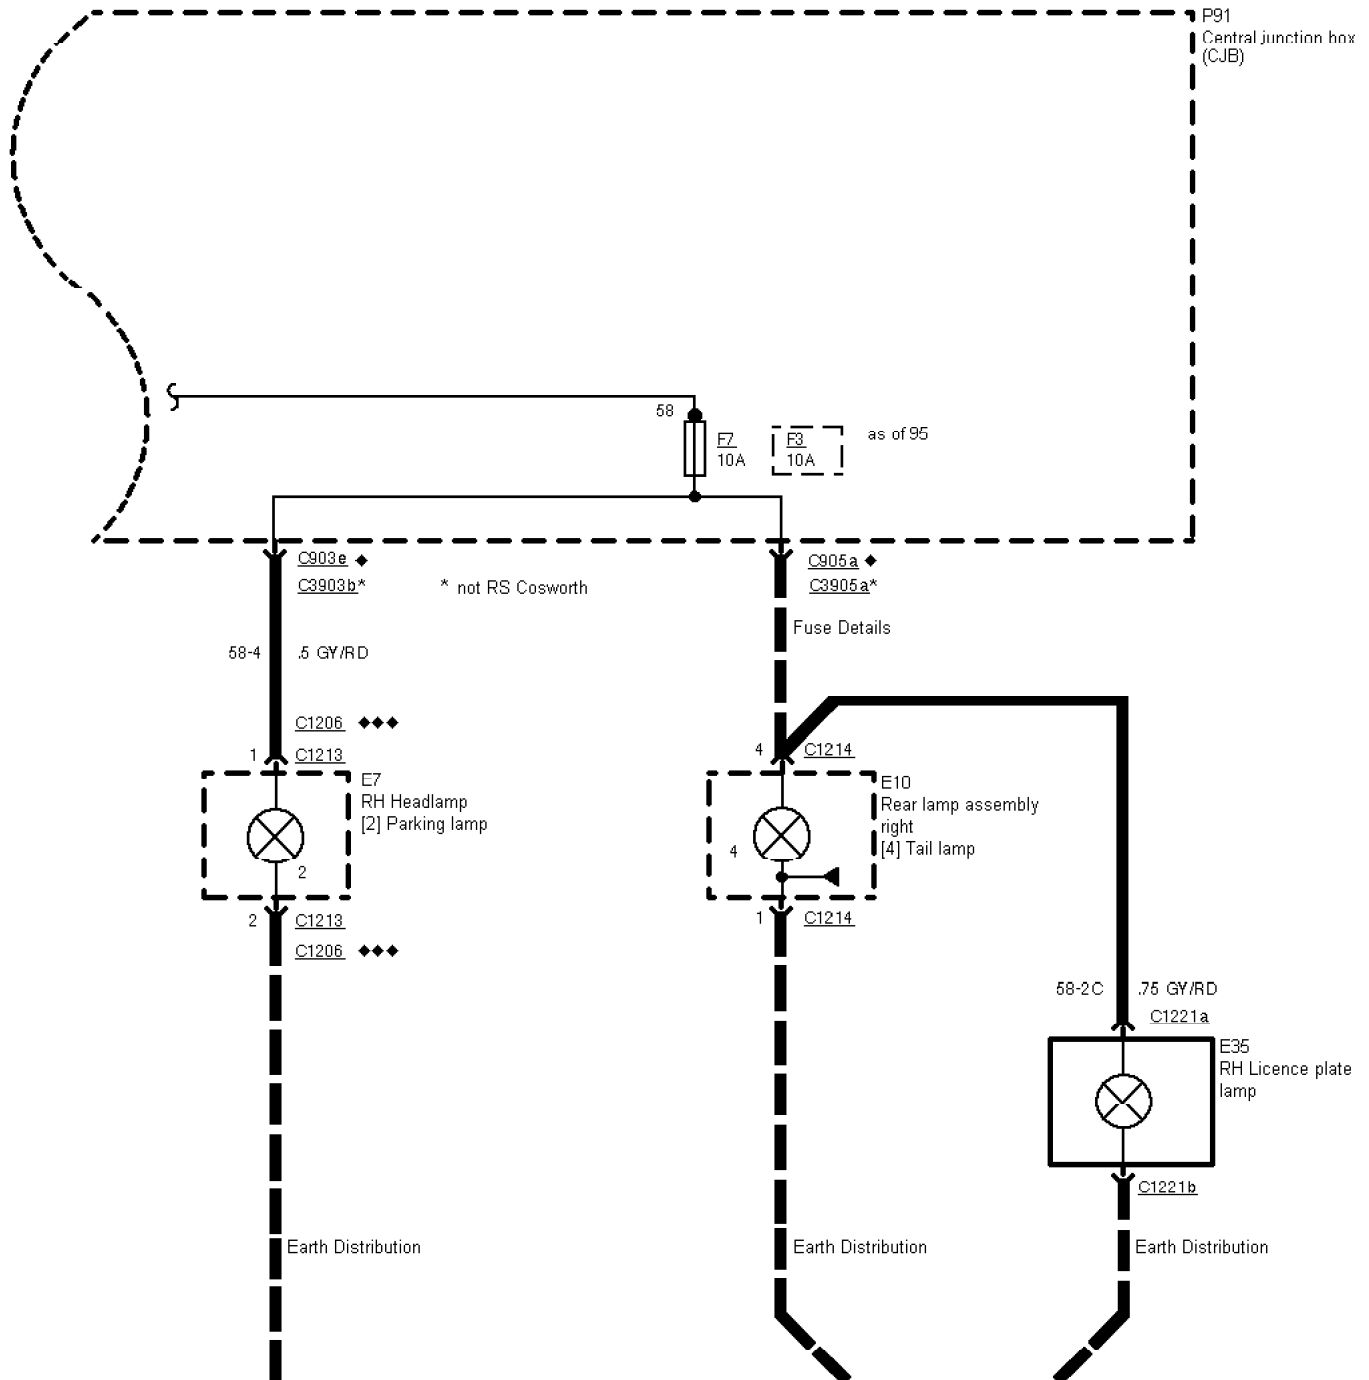 P91
Central junction box
(CJB)
58
F7
10A
F3
10A
as of 95
C903e ◆
C3903b*
* not RS Cosworth
C905a ◆
C3905a*
Fuse Details
58-4
.5 GY/RD
C1206 ◆◆◆
1
C1213
4
C1214
E7
RH Headlamp
[2] Parking lamp
2
E10
Rear lamp assembly
right
[4] Tail lamp
4
2
C1213
C1206 ◆◆◆
1
C1214
58-2C
.75 GY/RD
C1221a
E35
RH Licence plate
lamp
C1221b
Earth Distribution
Earth Distribution
Earth Distribution